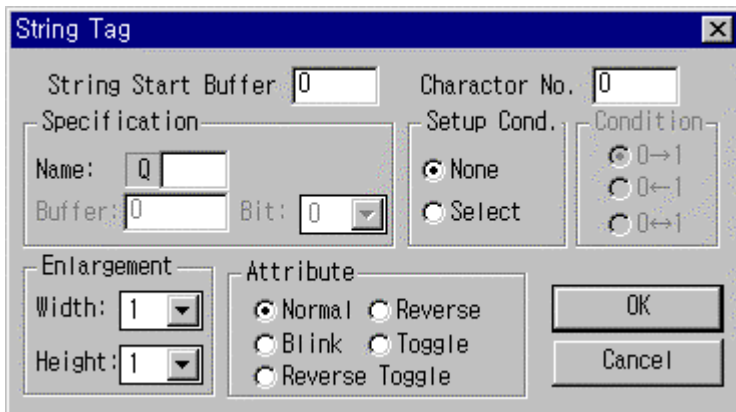 String Tag
String Start Buffer 0 Charactor No. 0
Specification Setup Cond. Condition
Name: Q None 0→1
Buffer: 0 Bit: 0 Select 0←1
0↔1
Enlargement Attribute
Width: 1 Normal Reverse OK
Blink Toggle
Height: 1 Reverse Toggle Cancel